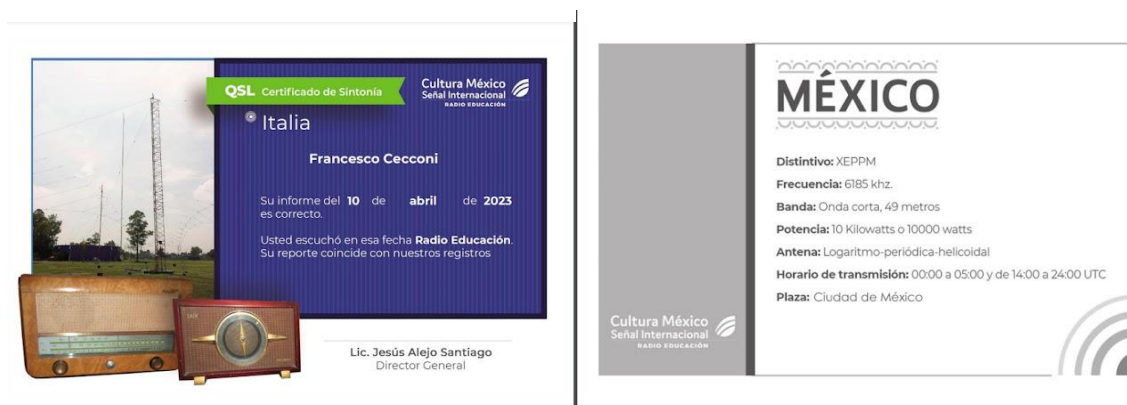 QSL Certificado de Sintonía
Cultura México
Señal Internacional
RADIO EDUCACIÓN
Italia
Francesco Cecconi
Su informe del 10 de abril de 2023
es correcto.
Usted escuchó en esa fecha Radio Educación.
Su reporte coincide con nuestros registros
Lic. Jesús Alejo Santiago
Director General
MÉXICO
Distintivo: XEPPM
Frecuencia: 6185 khz.
Banda: Onda corta, 49 metros
Potencia: 10 Kilowatts o 10000 watts
Antena: Logaritmo-periódica-helicoidal
Horario de transmisión: 00:00 a 05:00 y de 14:00 a 24:00 UTC
Plaza: Ciudad de México
Cultura México
Señal Internacional
RADIO EDUCACIÓN